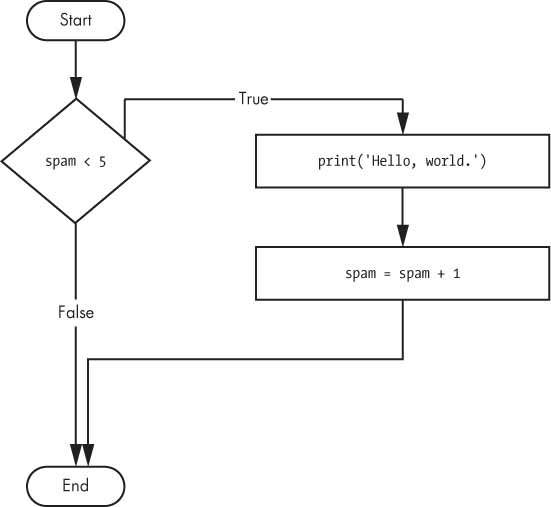 Start
True
spam < 5
print('Hello, world.')
spam = spam + 1
False
End